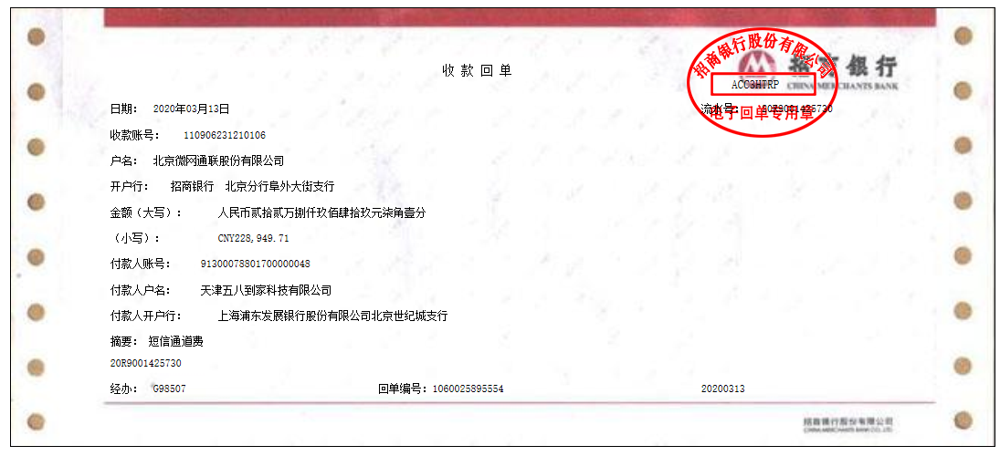 招商银行股份有限公司
招商银行
CHINA MERCHANTS BANK
收款回单
ACC3HTRP
日期： 2020年03月13日
流水号：
电子回单专用章
收款账号： 110906231210106
户名： 北京微网通联股份有限公司
开户行： 招商银行 北京分行阜外大街支行
金额（大写）： 人民币贰拾贰万捌仟玖佰肆拾玖元柒角壹分
（小写）： CNY228,949.71
付款人账号： 91300078801700000048
付款人户名： 天津五八到家科技有限公司
付款人开户行： 上海浦东发展银行股份有限公司北京世纪城支行
摘要： 短信通道费
20R9001425730
经办： G98507 回单编号：1060025895554 20200313
招商银行股份有限公司
CHINA MERCHANTS BANK CO., LTD.